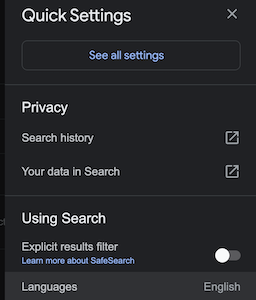 Quick Settings
See all settings
Privacy
Search history
Your data in Search
Using Search
Explicit results filter
Learn more about SafeSearch
Languages English